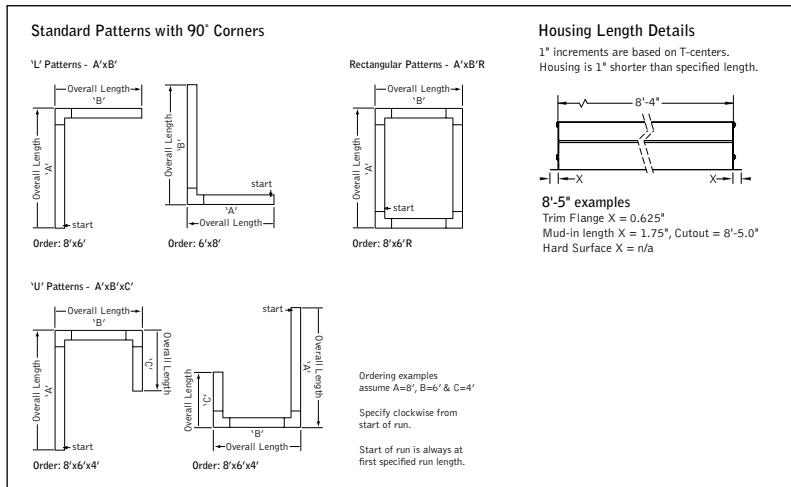 Standard Patterns with 90° Corners
'L' Patterns - A'xB'
Overall Length
'B'
Overall Length
'A'
start
Order: 8'x6'
Overall Length
'B'
start
'A'
Overall Length
Order: 6'x8'
Rectangular Patterns - A'xB'R
Overall Length
'B'
Overall Length
'A'
start
Order: 8'x6'R
Housing Length Details
1" increments are based on T-centers.
Housing is 1" shorter than specified length.
8'-4"
X
X
8'-5" examples
Trim Flange X = 0.625"
Mud-in length X = 1.75", Cutout = 8'-5.0"
Hard Surface X = n/a
'U' Patterns - A'xB'xC'
Overall Length
'B'
Overall Length
'A'
Overall Length
'C'
start
Order: 8'x6'x4'
start
Overall Length
'A'
Overall Length
'C'
'B'
Overall Length
Order: 8'x6'x4'
Ordering examples
assume A=8', B=6' & C=4'
Specify clockwise from
start of run.
Start of run is always at
first specified run length.